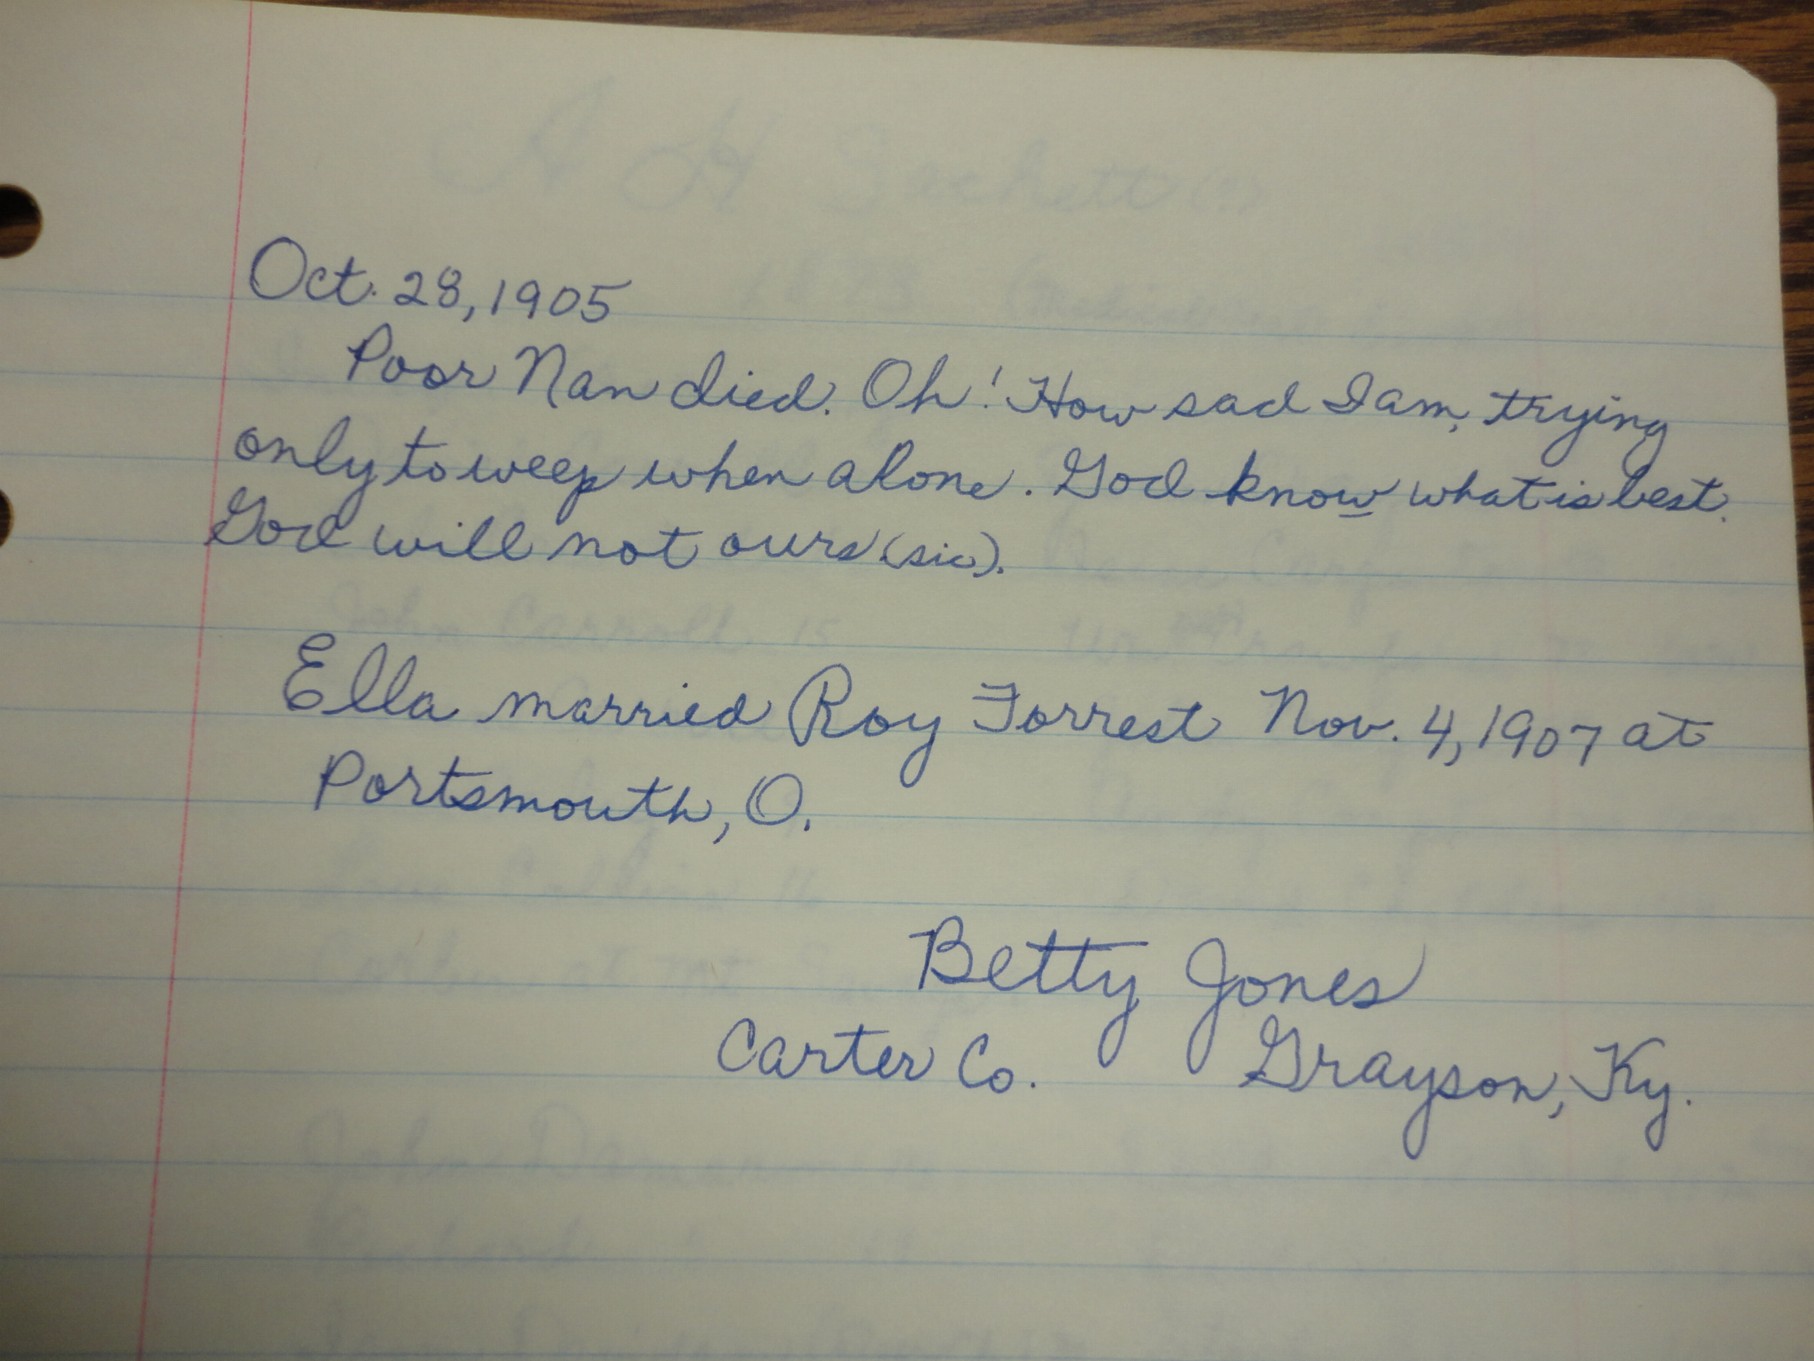 Oct. 28, 1905
Poor Nan died. Oh! How sad I am, trying
only to weep when alone. God know what is best.
God will not ours (sic).
Ella married Roy Forrest Nov. 4, 1907 at
Portsmouth, O.
Betty Jones
Carter Co. Grayson, Ky.